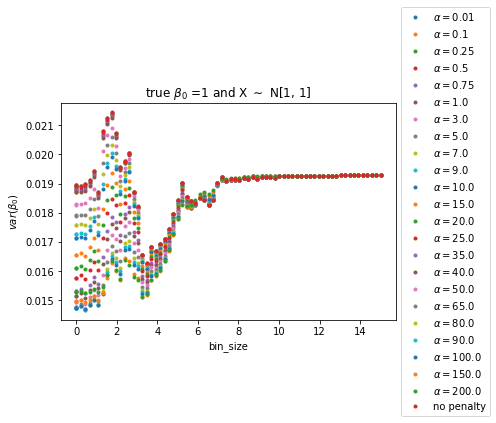 true β₀ =1 and X ∼ N[1, 1]
var(β₀)
0.021
0.020
0.019
0.018
0.017
0.016
0.015
0 2 4 6 8 10 12 14
bin_size
α = 0.01
α = 0.1
α = 0.25
α = 0.5
α = 0.75
α = 1.0
α = 3.0
α = 5.0
α = 7.0
α = 9.0
α = 10.0
α = 15.0
α = 20.0
α = 25.0
α = 35.0
α = 40.0
α = 50.0
α = 65.0
α = 80.0
α = 90.0
α = 100.0
α = 150.0
α = 200.0
no penalty